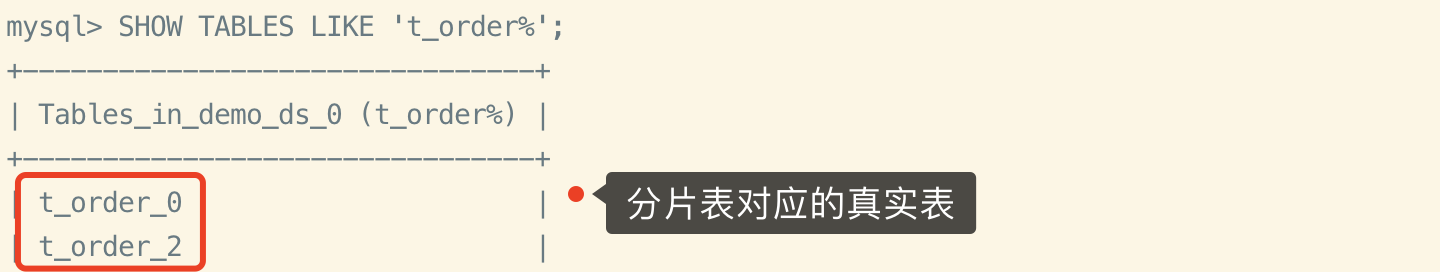 mysql> SHOW TABLES LIKE 't_order%';
+--------------------------------+
| Tables_in_demo_ds_0 (t_order%) |
+--------------------------------+
| t_order_0                      |
分片表对应的真实表
| t_order_2                      |